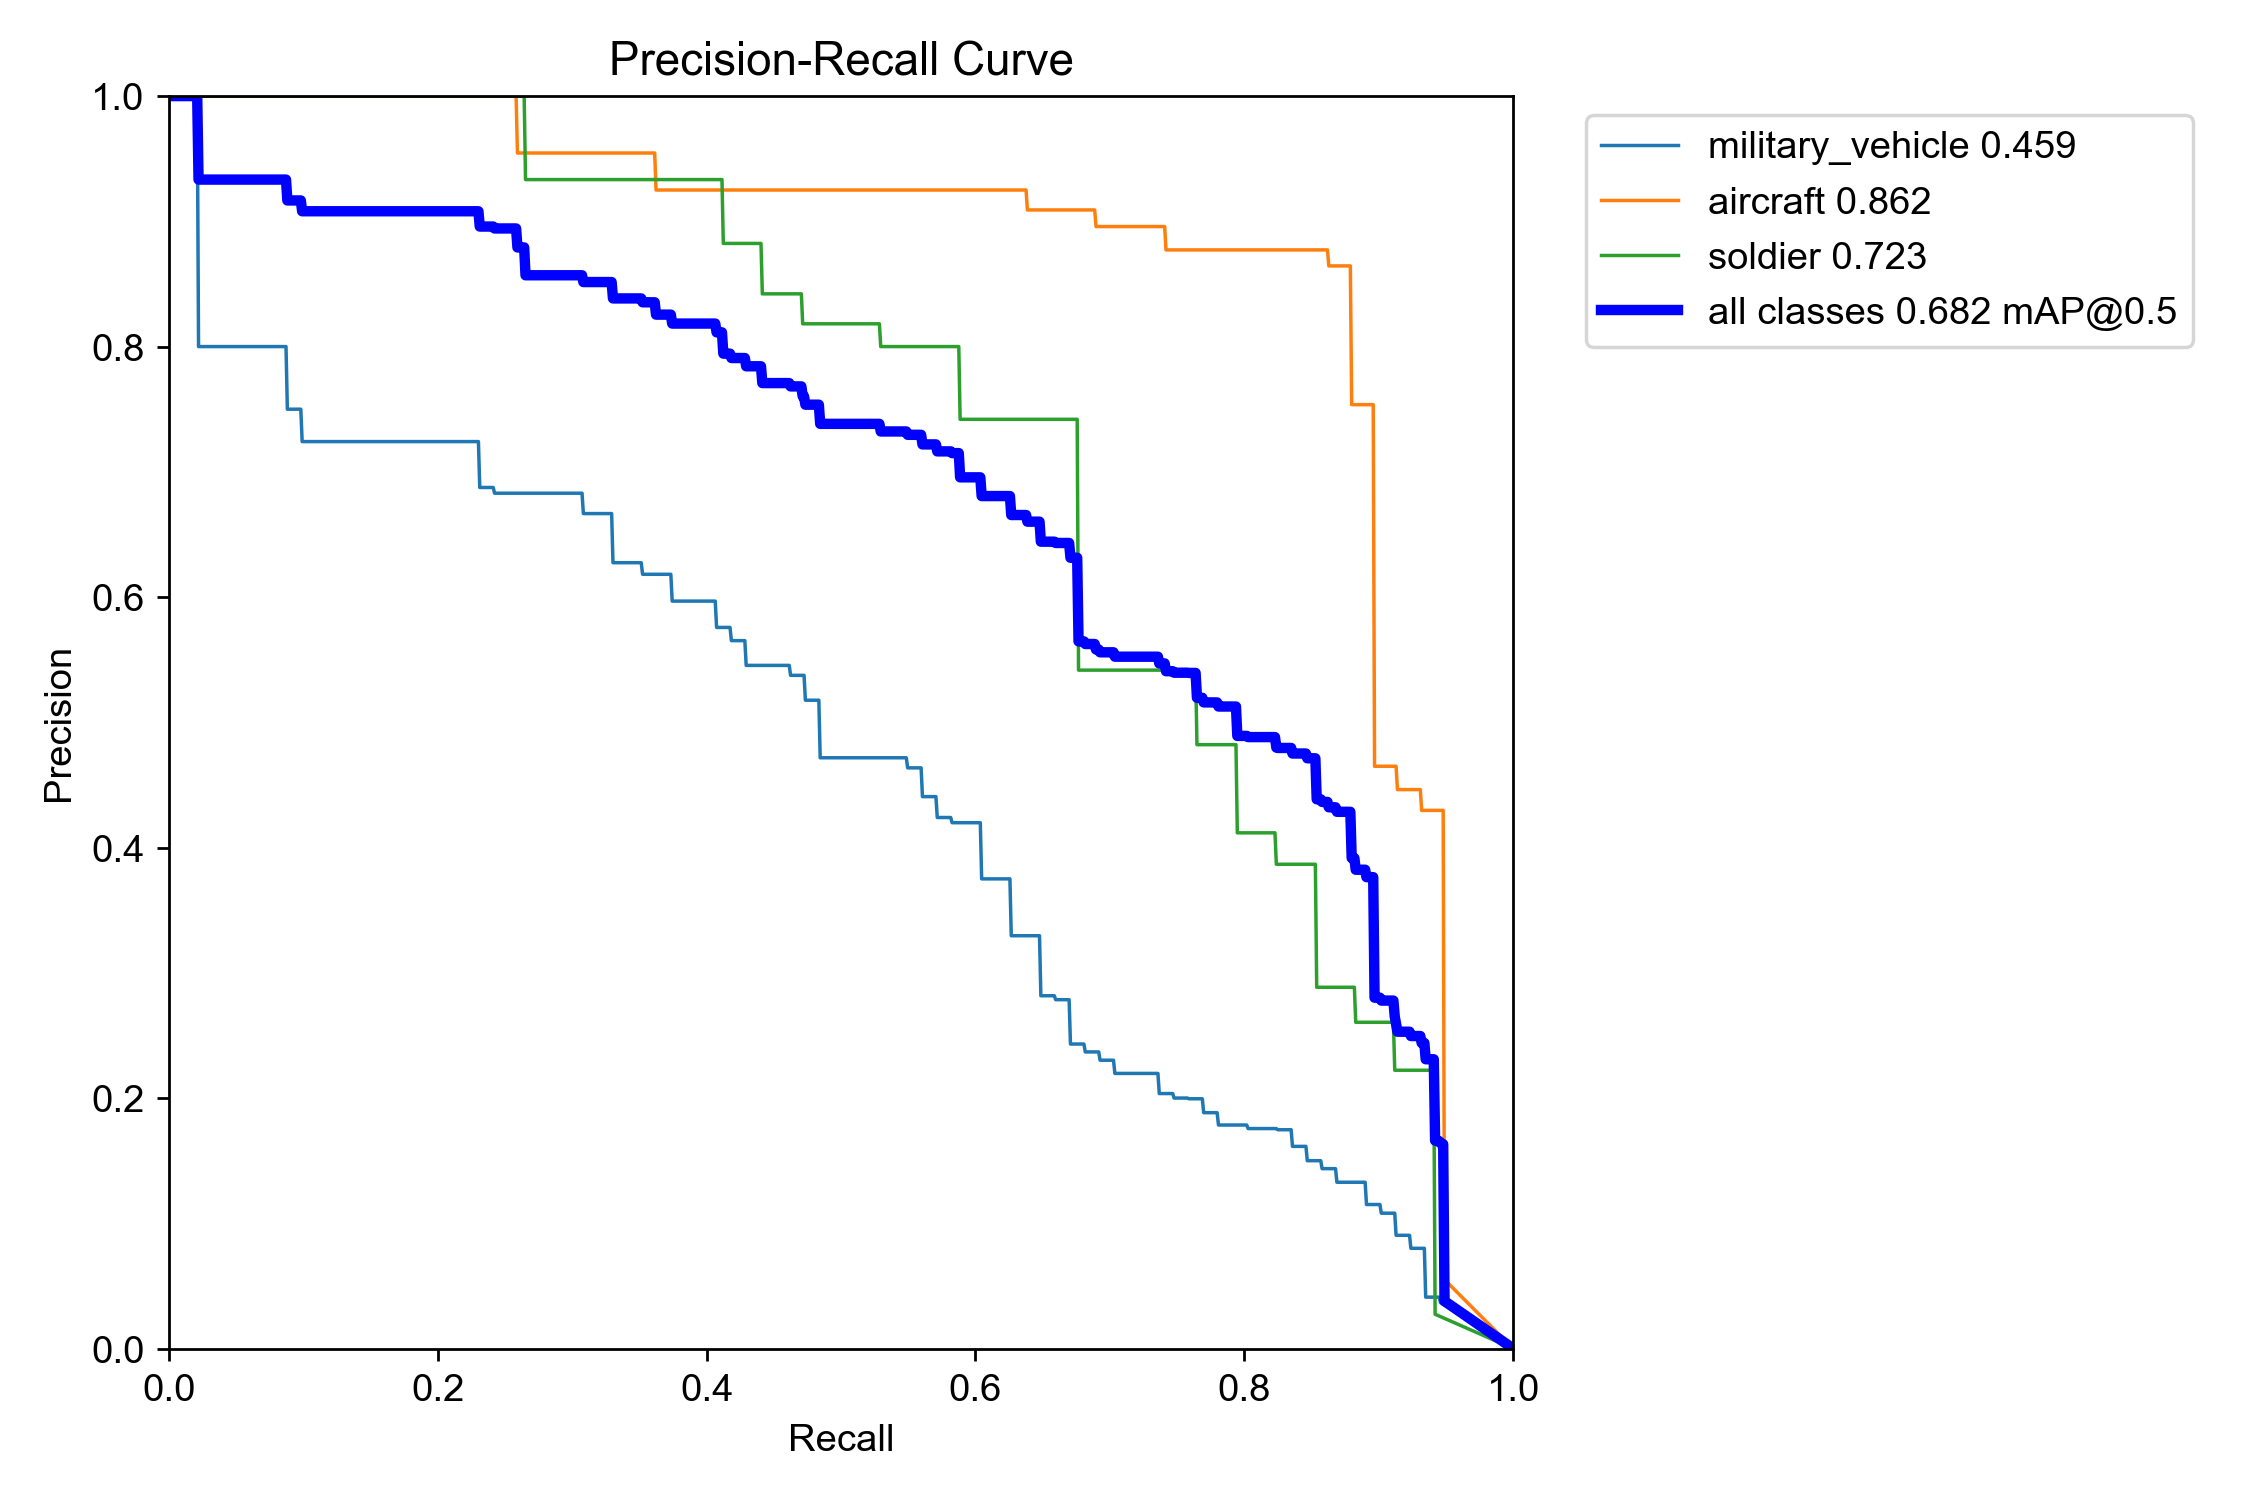 Precision-Recall Curve
military_vehicle 0.459
aircraft 0.862
soldier 0.723
all classes 0.682 mAP@0.5
1.0
0.8
0.6
0.4
0.2
0.0
Precision
0.0 0.2 0.4 0.6 0.8 1.0
Recall